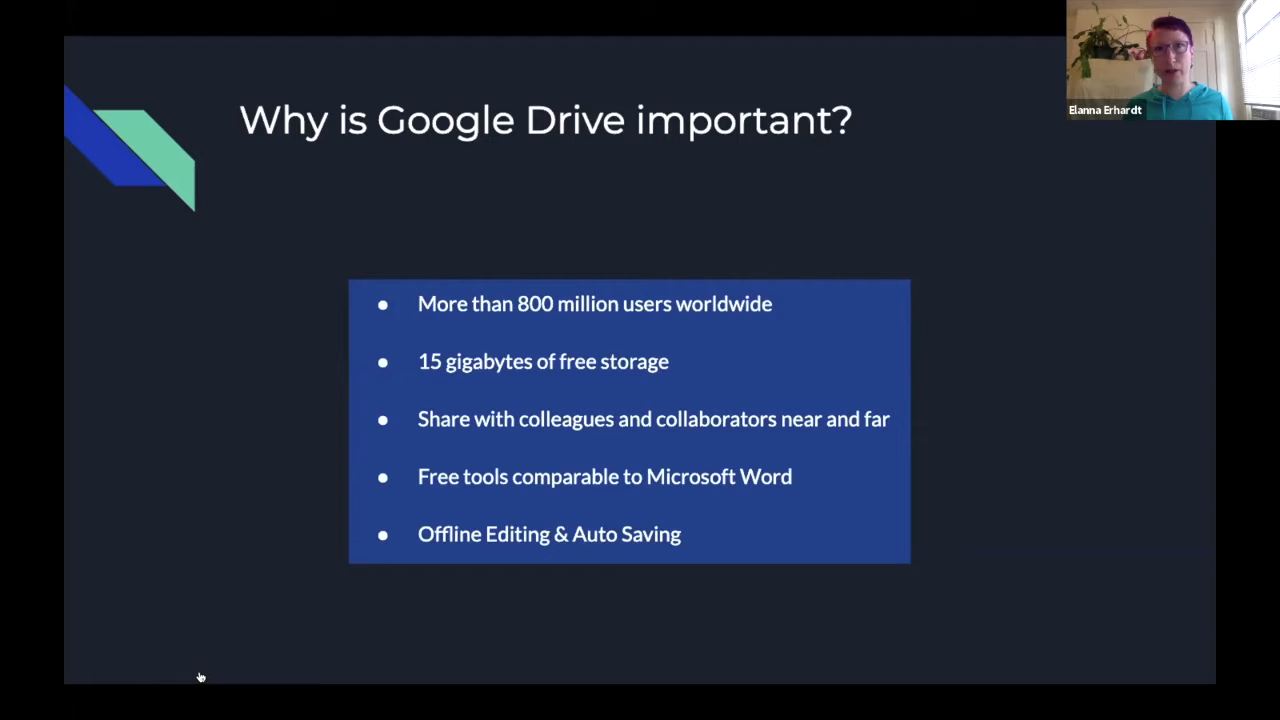 Why is Google Drive important?
Elanna Erhardt
● More than 800 million users worldwide
● 15 gigabytes of free storage
● Share with colleagues and collaborators near and far
● Free tools comparable to Microsoft Word
● Offline Editing & Auto Saving